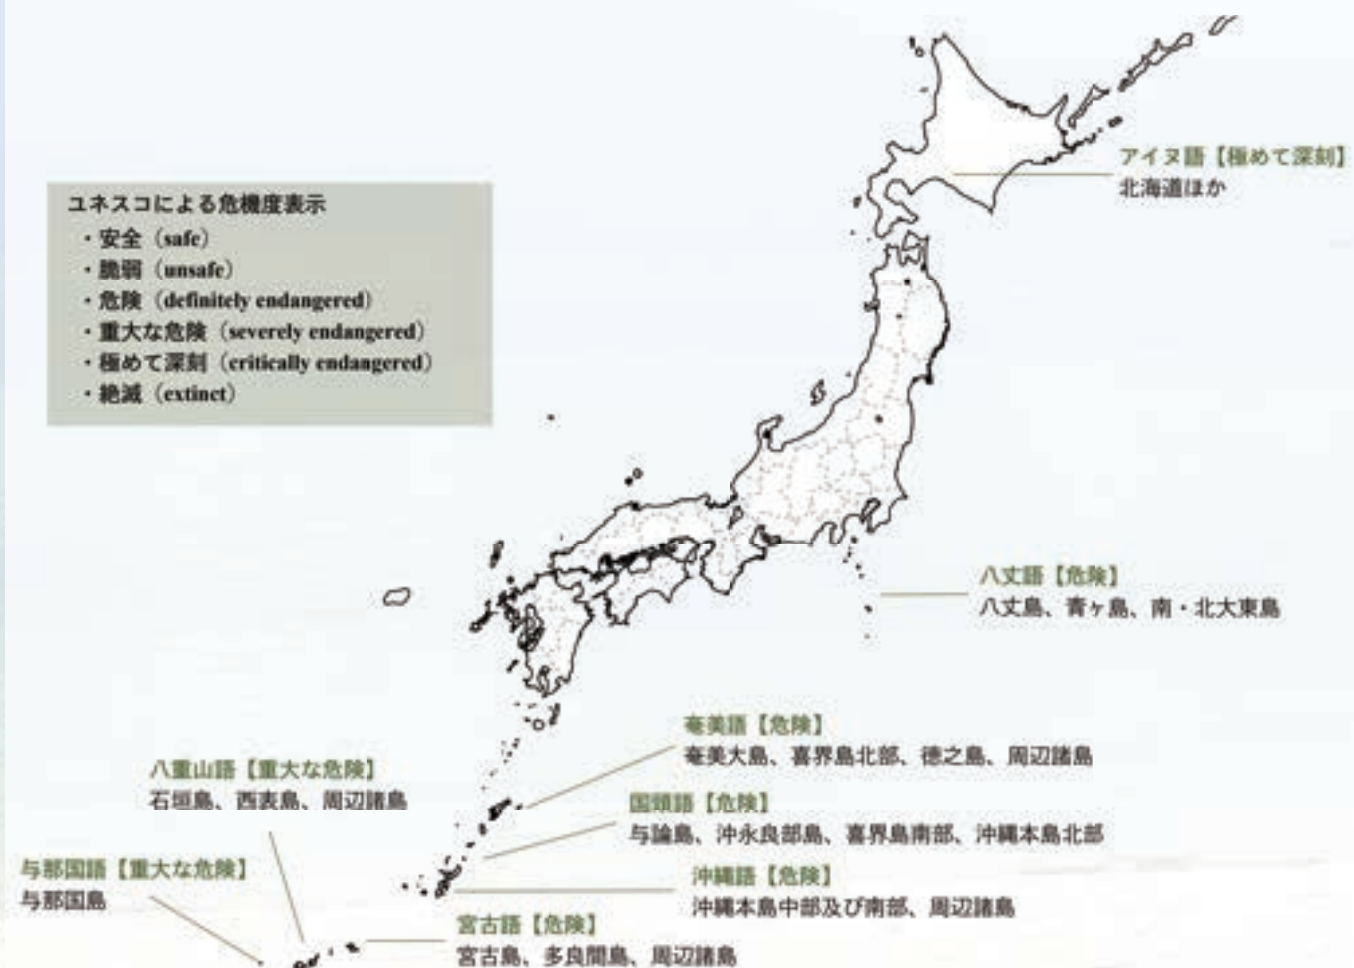 アイヌ語【極めて深刻】
北海道ほか
ユネスコによる危機度表示
・安全（safe）
・脆弱（unsafe）
・危険（definitely endangered）
・重大な危険（severely endangered）
・極めて深刻（critically endangered）
・絶滅（extinct）
八丈語【危険】
八丈島、青ヶ島、南・北大東島
奄美語【危険】
奄美大島、喜界島北部、徳之島、周辺諸島
八重山語【重大な危険】
石垣島、西表島、周辺諸島
国頭語【危険】
与論島、沖永良部島、喜界島南部、沖縄本島北部
与那国語【重大な危険】
与那国島
沖縄語【危険】
沖縄本島中部及び南部、周辺諸島
宮古語【危険】
宮古島、多良間島、周辺諸島